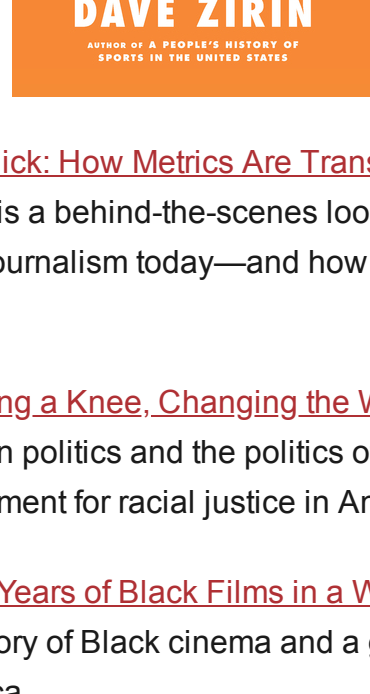 DAVE ZIRIN
AUTHOR OF A PEOPLE'S HISTORY OF
SPORTS IN THE UNITED STATES
ick: How Metrics Are Trans
is a behind-the-scenes loo
ournalism today—and how
ng a Knee, Changing the W
n politics and the politics o
ment for racial justice in Am
Years of Black Films in a W
ory of Black cinema and a g
ca